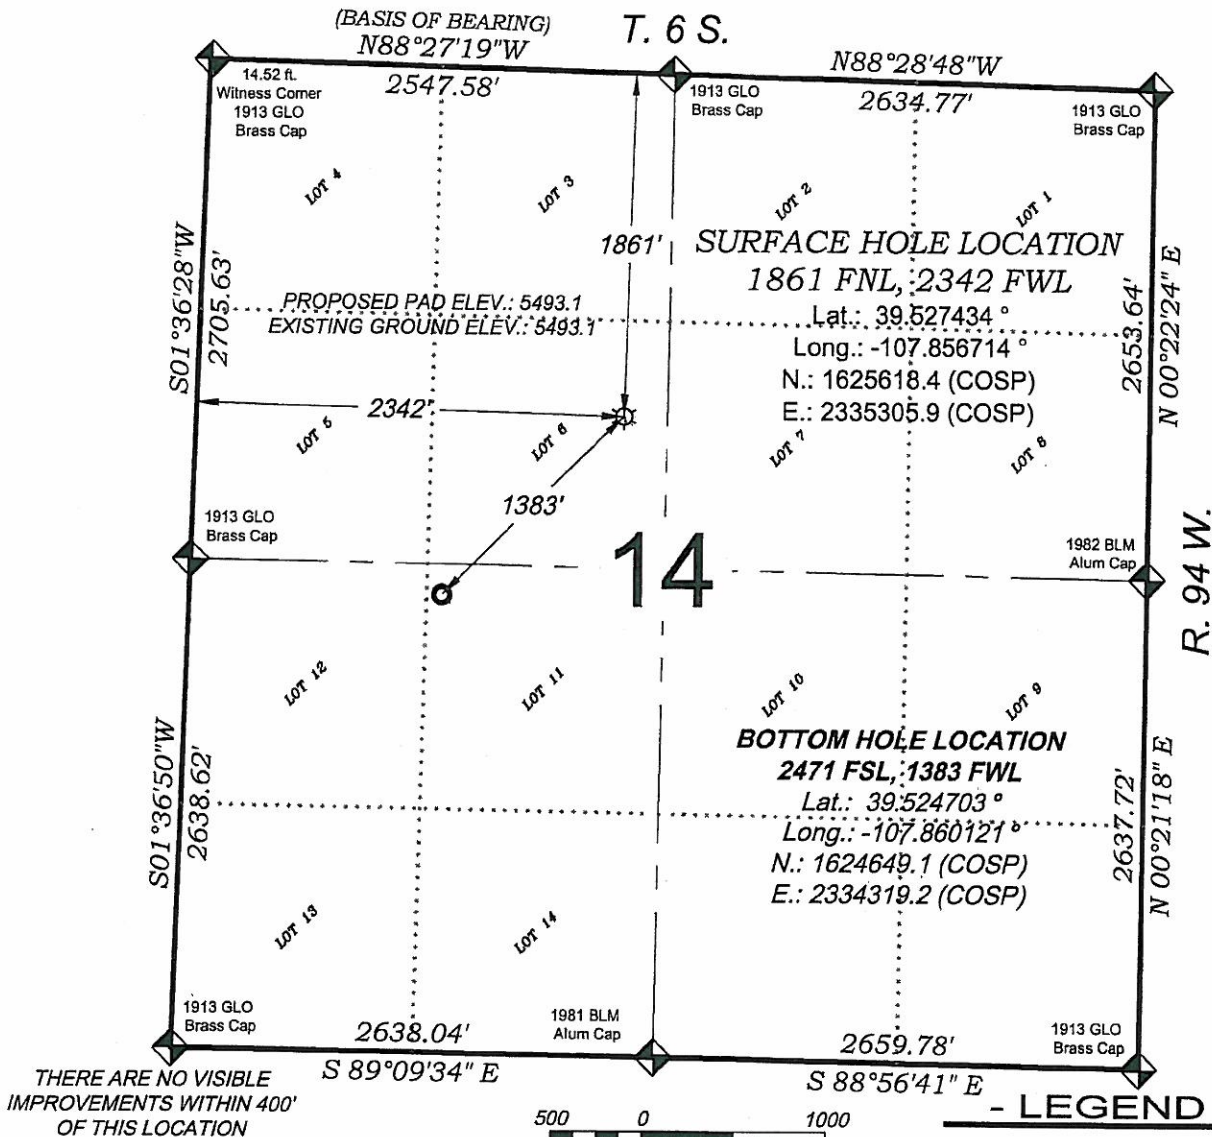 (BASIS OF BEARING)
T. 6 S.
N88°27'19"W
N88°28'48"W
14.52 ft.
Witness Corner
1913 GLO
Brass Cap
2547.58'
1913 GLO
Brass Cap
2634.77'
1913 GLO
Brass Cap
LOT 4
LOT 3
LOT 2
LOT 1
S01°36'28"W
2705.63'
1861'
SURFACE HOLE LOCATION
1861 FNL, 2342 FWL
Lat.: 39.527434 °
Long.: -107.856714 °
N.: 1625618.4 (COSP)
E.: 2335305.9 (COSP)
2653.64'
N 00°22'24" E
PROPOSED PAD ELEV.: 5493.1
EXISTING GROUND ELEV.: 5493.1
2342'
LOT 5
LOT 6
LOT 7
LOT 8
1383'
1913 GLO
Brass Cap
14
1982 BLM
Alum Cap
R. 94 W.
LOT 12
LOT 11
LOT 10
LOT 9
S01°36'50"W
2638.62'
BOTTOM HOLE LOCATION
2471 FSL, 1383 FWL
Lat.: 39.524703 °
Long.: -107.860121 °
N.: 1624649.1 (COSP)
E.: 2334319.2 (COSP)
2637.72'
N 00°21'18" E
LOT 13
LOT 14
1913 GLO
Brass Cap
2638.04'
1981 BLM
Alum Cap
2659.78'
1913 GLO
Brass Cap
S 89°09'34" E
S 88°56'41" E
THERE ARE NO VISIBLE
IMPROVEMENTS WITHIN 400'
OF THIS LOCATION
500 0 1000
- LEGEND